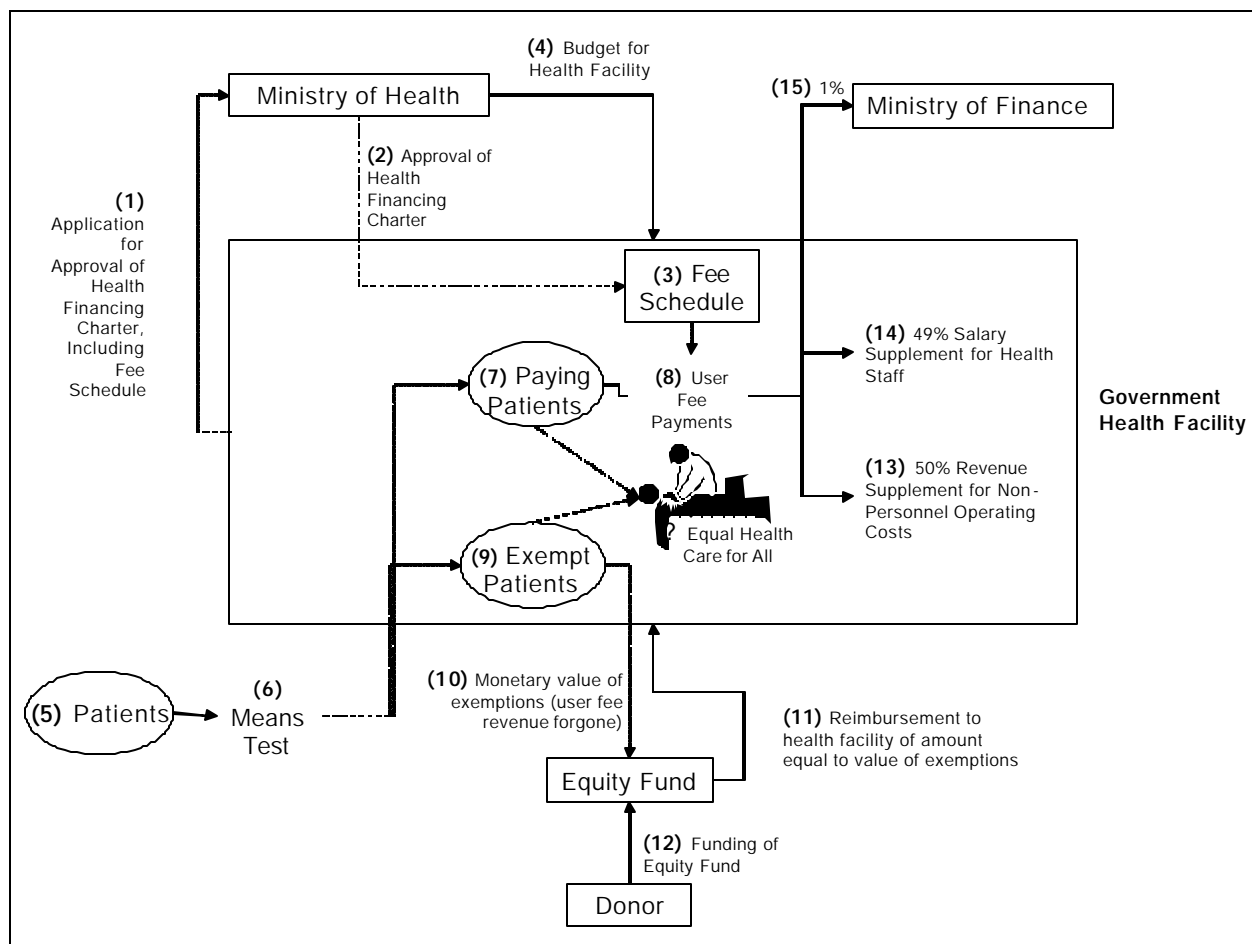 (4) Budget for
Health Facility
Ministry of Health
(15) 1%
Ministry of Finance
(2) Approval of
Health
Financing
Charter
(1)
Application
for
Approval of
Health
Financing
Charter,
Including
Fee
Schedule
(3) Fee
Schedule
(14) 49% Salary
Supplement for Health
Staff
(7) Paying
Patients
(8) User
Fee
Payments
Government
Health Facility
(13) 50% Revenue
Supplement for Non-
Personnel Operating
Costs
? Equal Health
Care for All
(9) Exempt
Patients
(5) Patients
(6)
Means
Test
(10) Monetary value of
exemptions (user fee
revenue forgone)
(11) Reimbursement to
health facility of amount
equal to value of exemptions
Equity Fund
(12) Funding of
Equity Fund
Donor